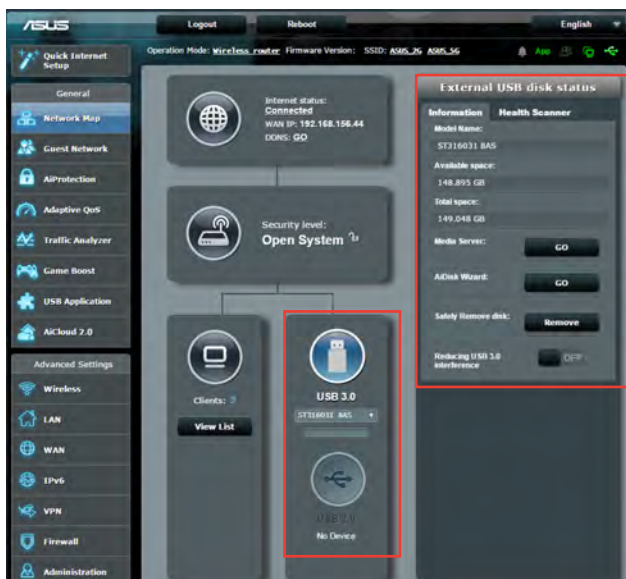 ASUS
Logout
Reboot
English
Operation Mode: Wireless router Firmware Version: SSID: ASUS_2G ASUS_5G
App
Quick Internet
Setup
General
Network Map
Guest Network
AiProtection
Adaptive QoS
Traffic Analyzer
Game Boost
USB Application
AiCloud 2.0
Advanced Settings
Wireless
LAN
WAN
IPv6
VPN
Firewall
Administration
Internet status:
Connected
WAN IP: 192.168.156.44
DDNS: GO
Security level:
Open System
Clients: 3
View List
USB 3.0
ST316031 8AS
USB 2.0
No Device
External USB disk status
Information
Health Scanner
Model Name:
ST316031 8AS
Available space:
148.895 GB
Total space:
149.048 GB
Media Server:
GO
AiDisk Wizard:
GO
Safely Remove
disk:
Remove
Reducing USB 3.0
interference
OFF